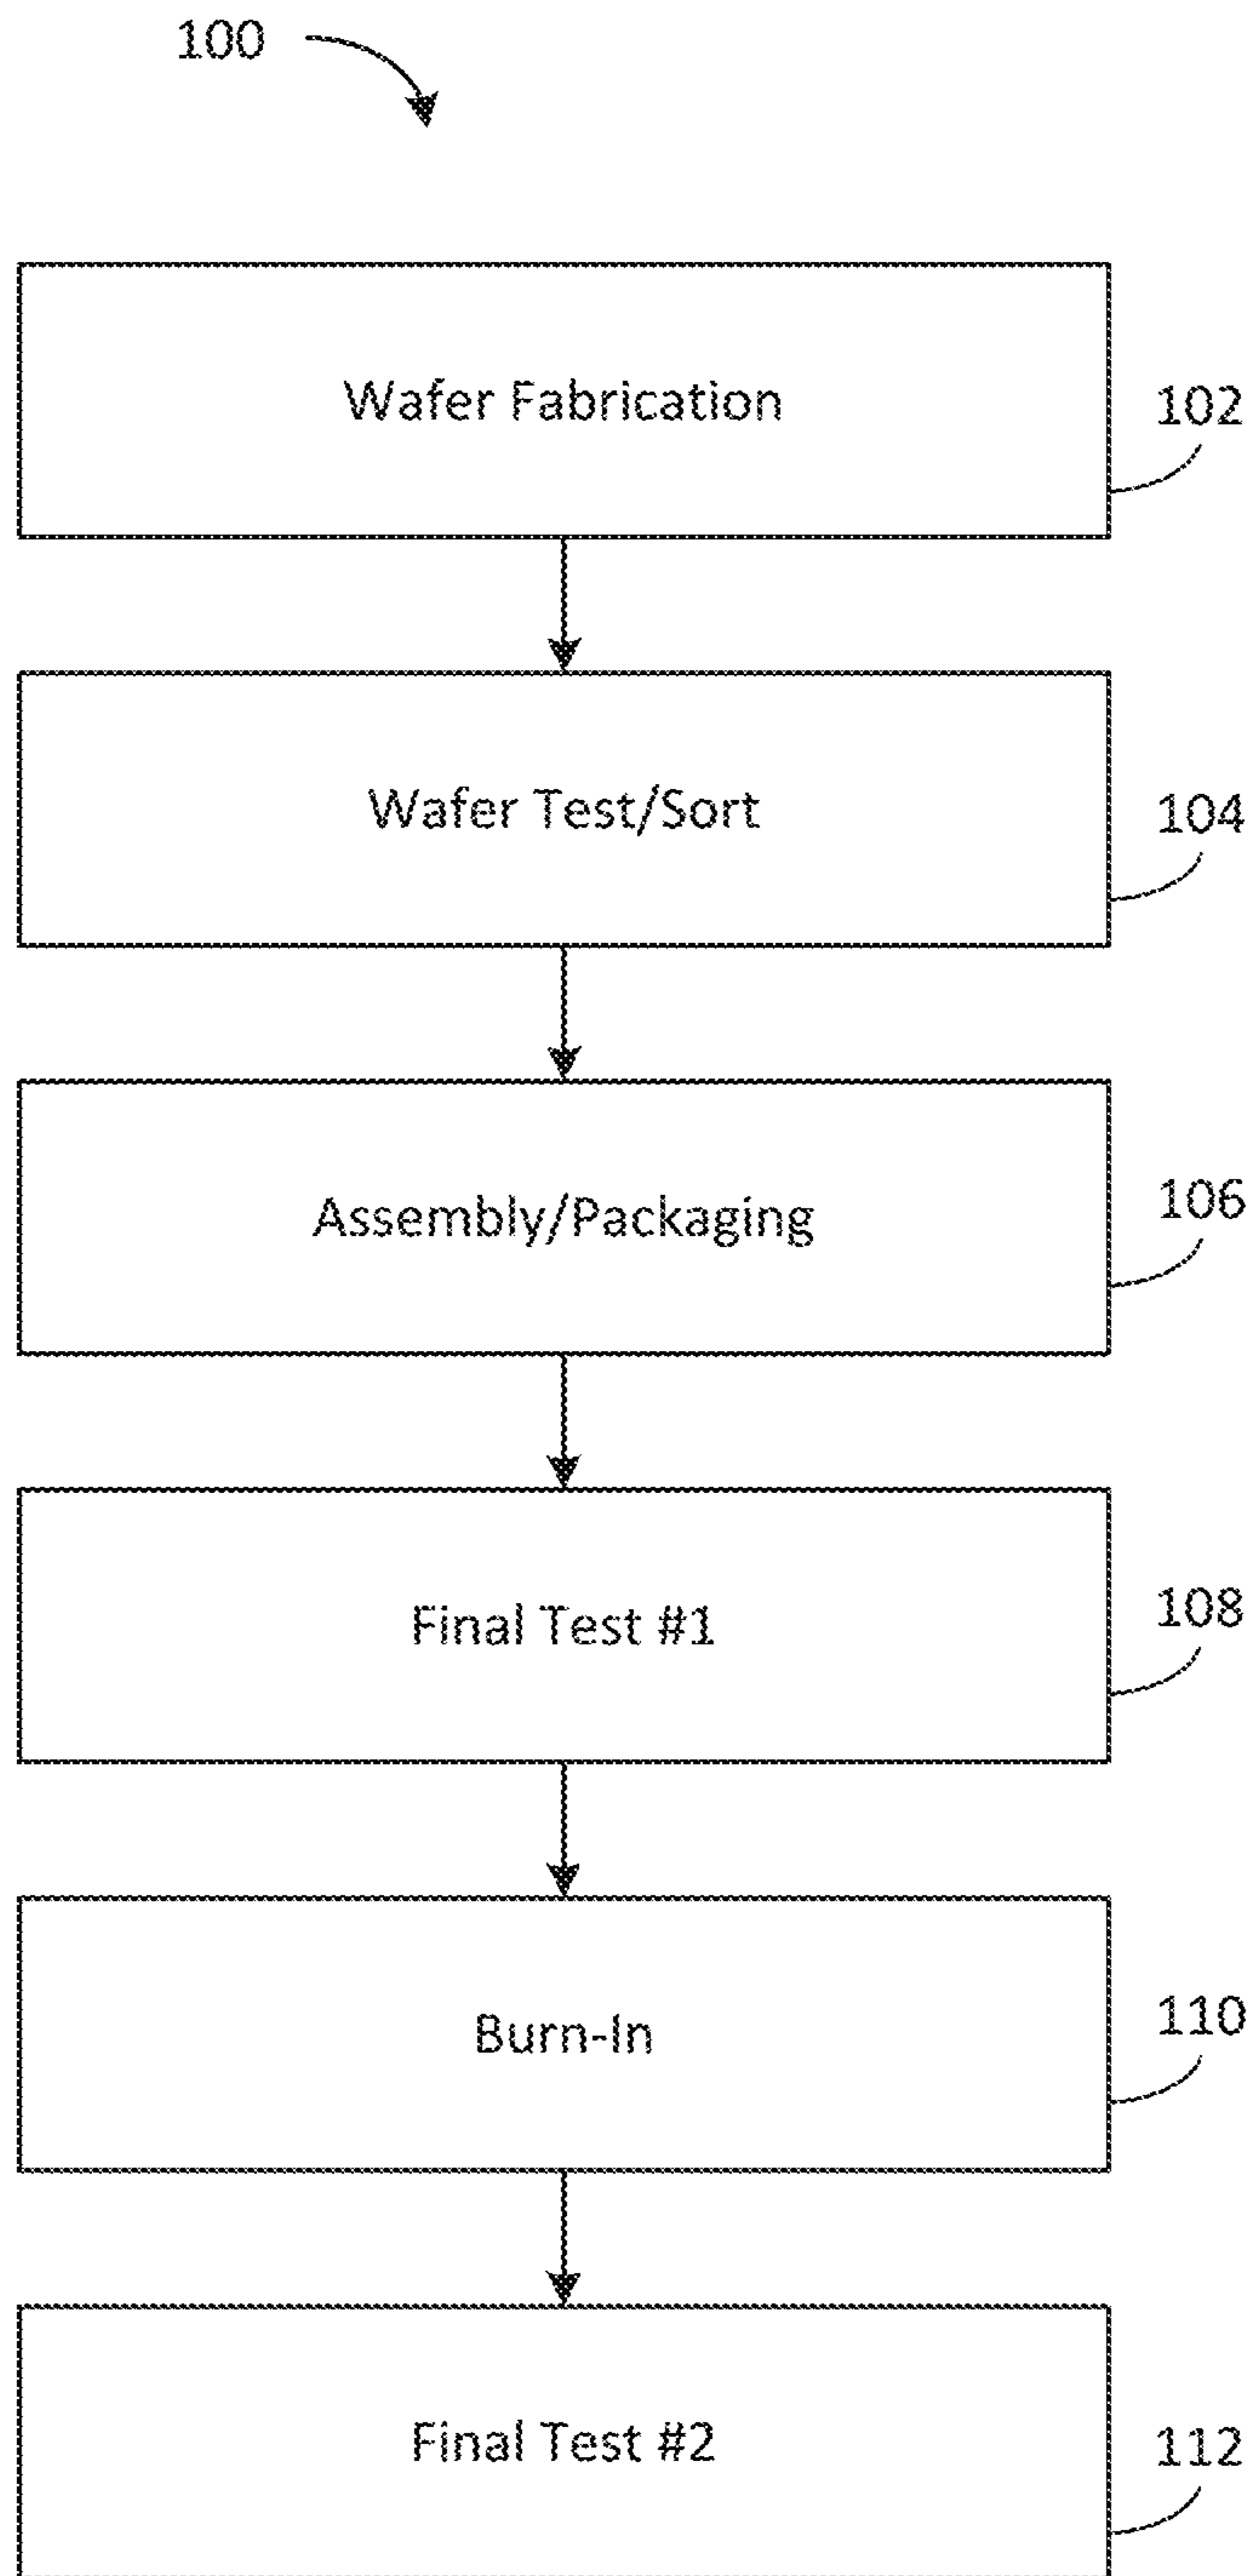 100
Wafer Fabrication
102
Wafer Test/Sort
104
Assembly/Packaging
106
Final Test #1
108
Burn-In
110
Final Test #2
112